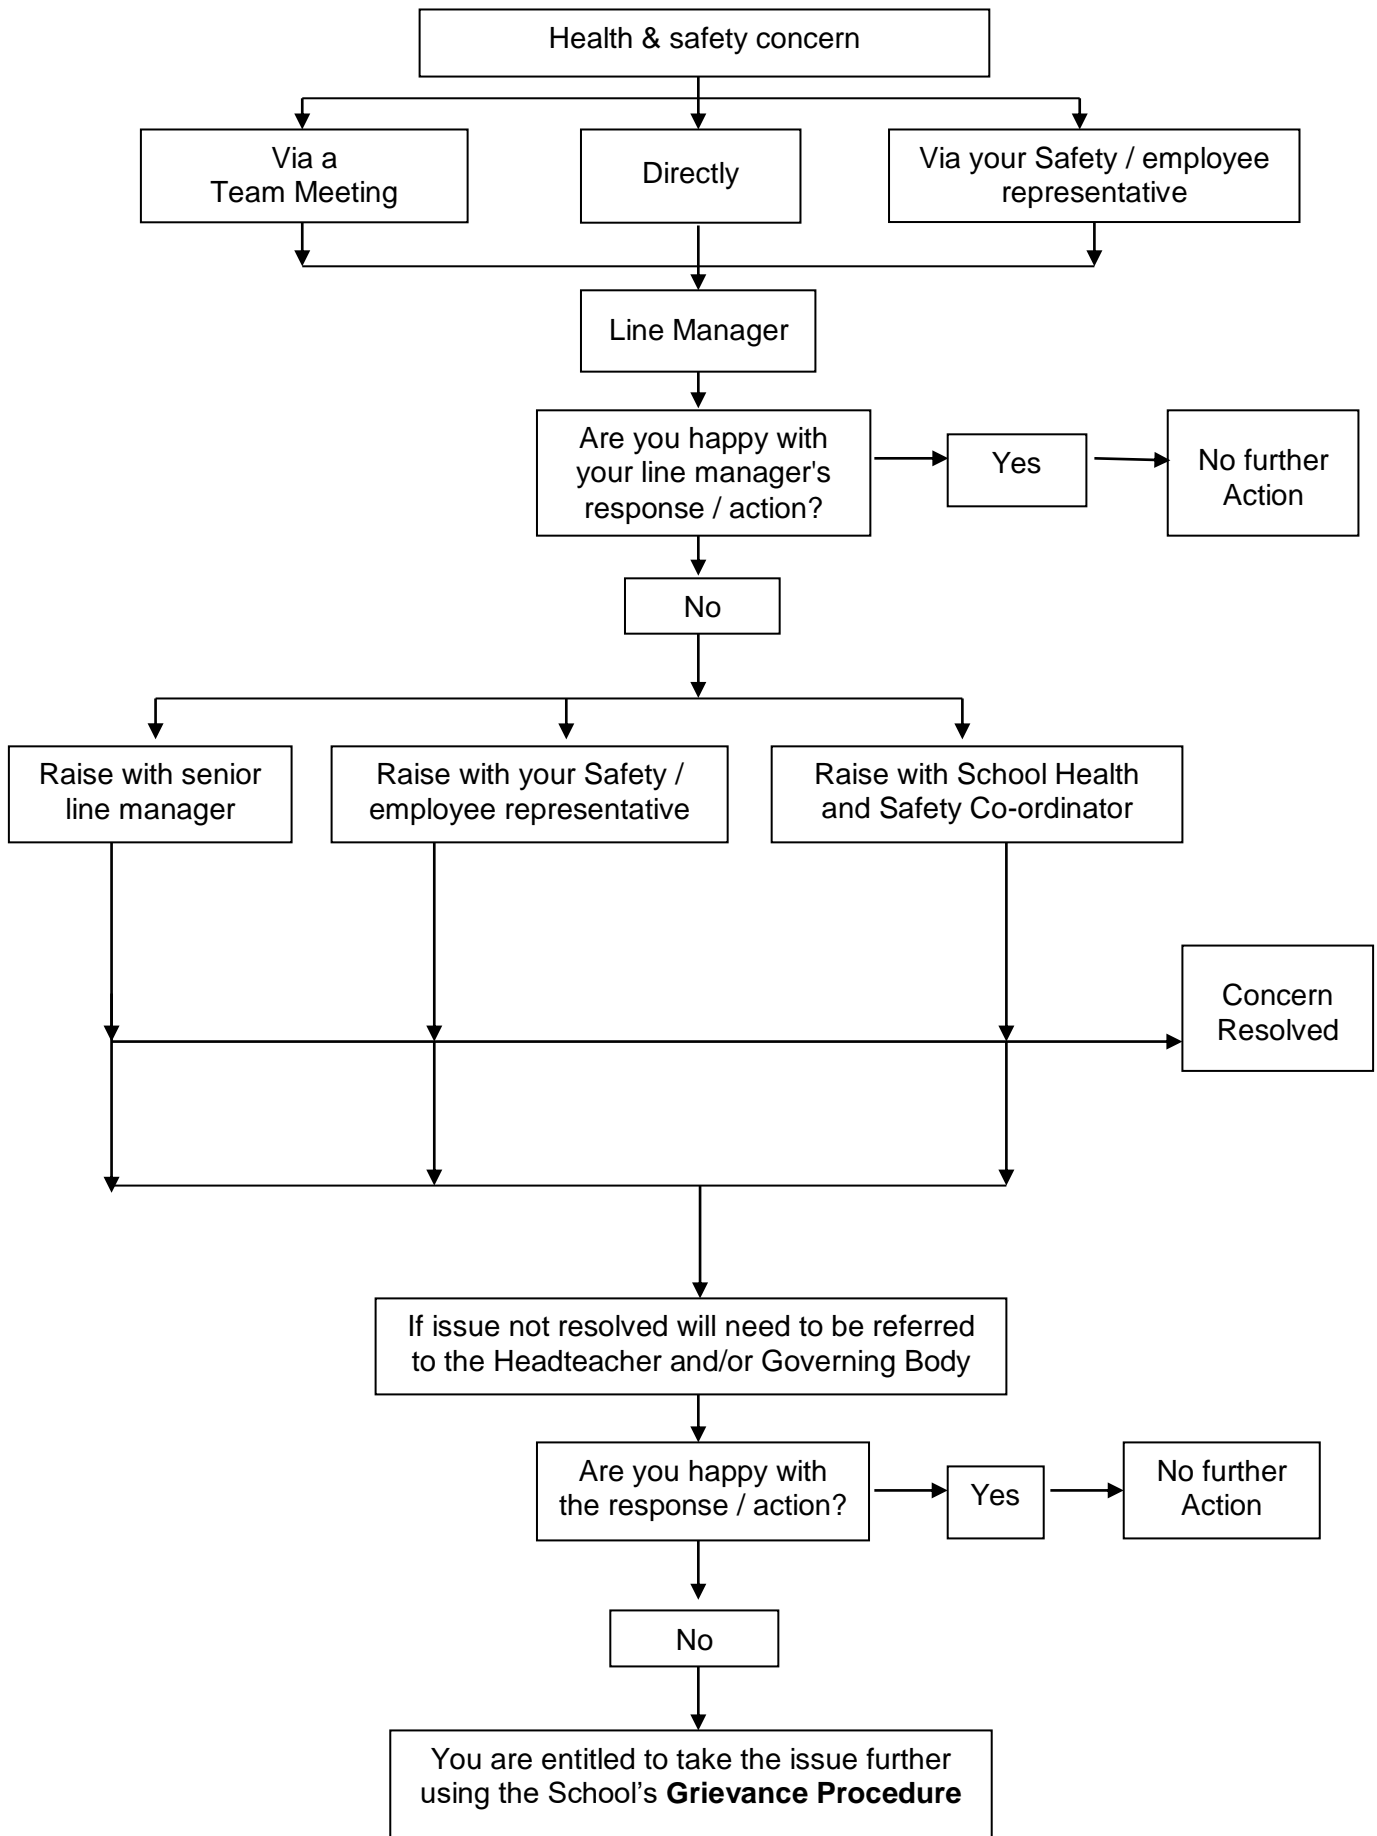 Health & safety concern
Via a
Team Meeting
Directly
Via your Safety / employee
representative
Line Manager
Are you happy with
your line manager's
response / action?
Yes
No further
Action
No
Raise with senior
line manager
Raise with your Safety /
employee representative
Raise with School Health
and Safety Co-ordinator
Concern
Resolved
If issue not resolved will need to be referred
to the Headteacher and/or Governing Body
Are you happy with
the response / action?
Yes
No further
Action
No
You are entitled to take the issue further
using the School’s Grievance Procedure